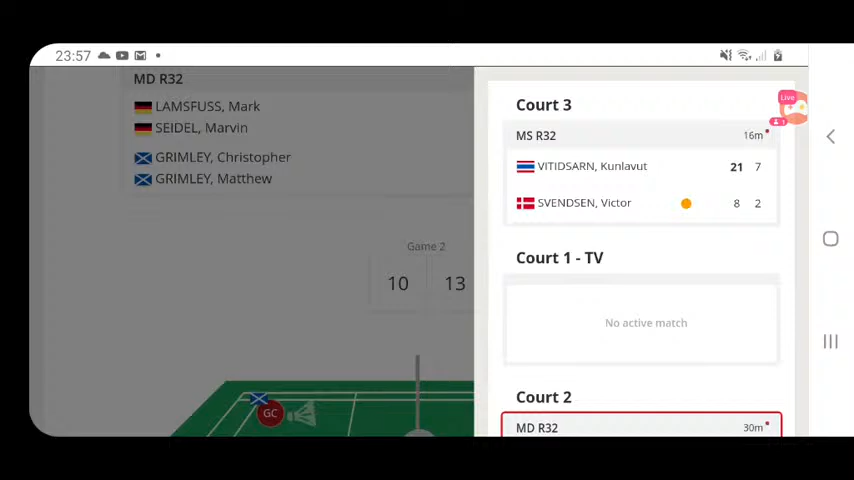 23:57
MD R32
LAMSFUSS, Mark
SEIDEL, Marvin
GRIMLEY, Christopher
GRIMLEY, Matthew
Game 2
10 13
GC
Court 3
MS R32 16m
VITIDSARN, Kunlavut 21 7
SVENDSEN, Victor 8 2
Court 1 - TV
No active match
Court 2
MD R32 30m
Live
1